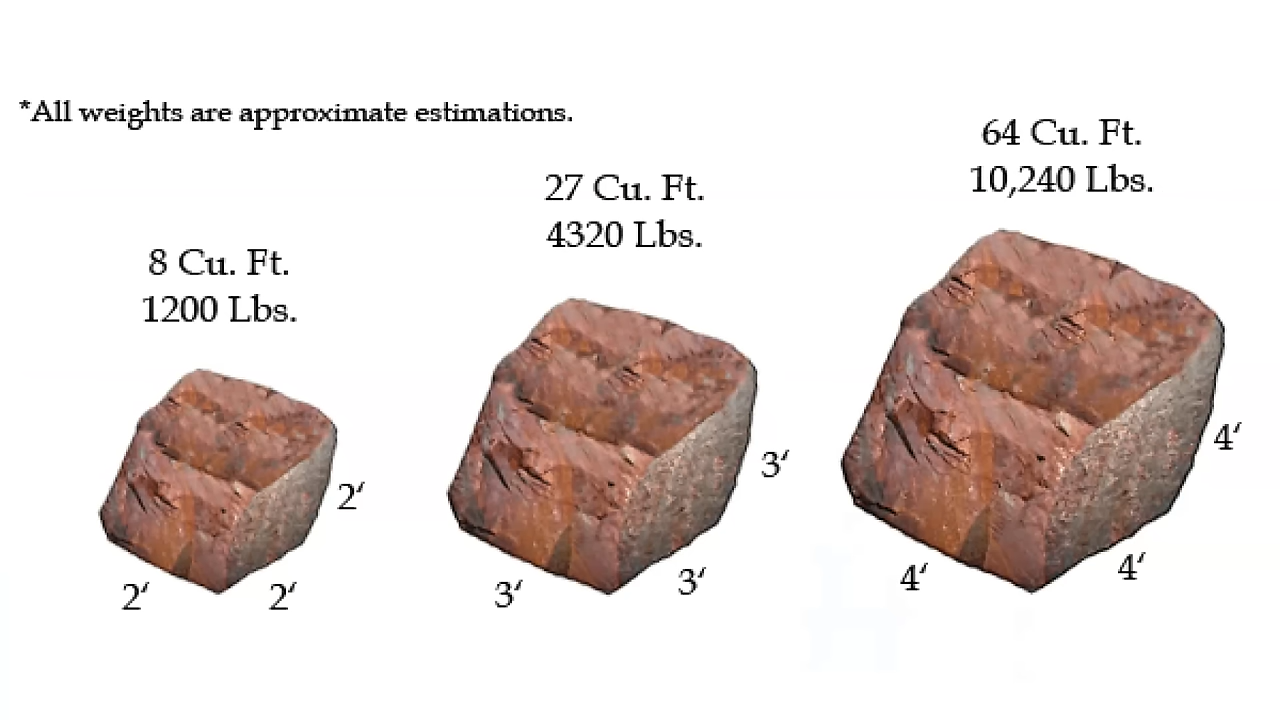 *All weights are approximate estimations.
64 Cu. Ft.
10,240 Lbs.
27 Cu. Ft.
4320 Lbs.
8 Cu. Ft.
1200 Lbs.
2‘
2‘
2‘
3‘
3‘
3‘
4‘
4‘
4‘